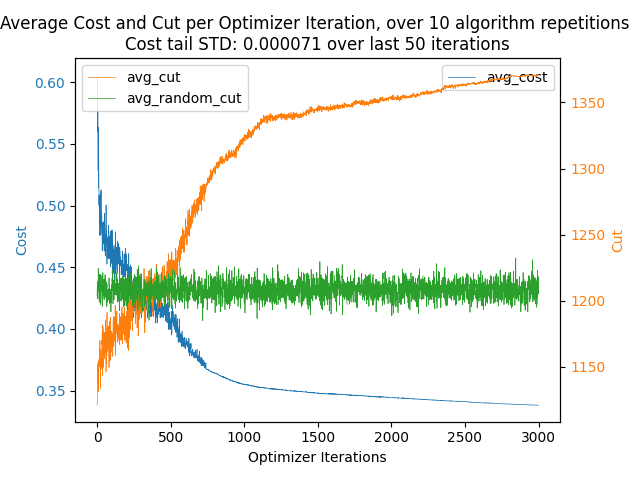 Average Cost and Cut per Optimizer Iteration, over 10 algorithm repetitions
Cost tail STD: 0.000071 over last 50 iterations
avg_cut
avg_random_cut
avg_cost
0.60
0.55
0.50
0.45
0.40
0.35
Cost
1350
1300
1250
1200
1150
Cut
0
500
1000
1500
2000
2500
3000
Optimizer Iterations